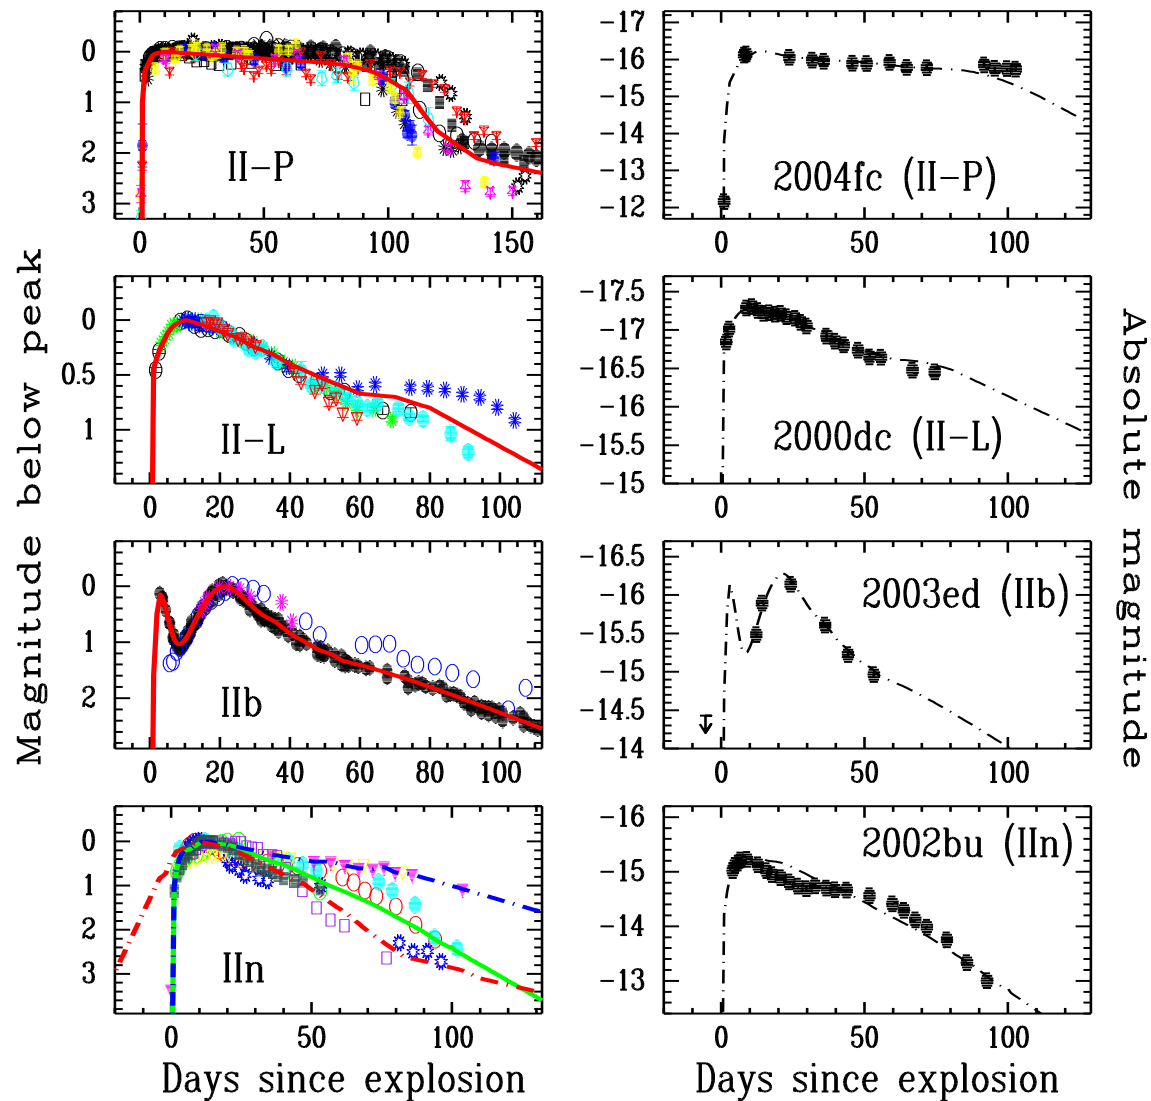 Magnitude below peak
Absolute magnitude
0
1
2
3
II-P
0 50 100 150
-17
-16
-15
-14
-13
-12
2004fc (II-P)
0 50 100
0
0.5
1
II-L
0 20 40 60 80 100
-17.5
-17
-16.5
-16
-15.5
-15
2000dc (II-L)
0 50 100
0
1
2
IIb
0 20 40 60 80 100
-16.5
-16
-15.5
-15
-14.5
-14
2003ed (IIb)
0 50 100
0
1
2
3
IIn
0 50 100
Days since explosion
-16
-15
-14
-13
2002bu (IIn)
0 50 100
Days since explosion